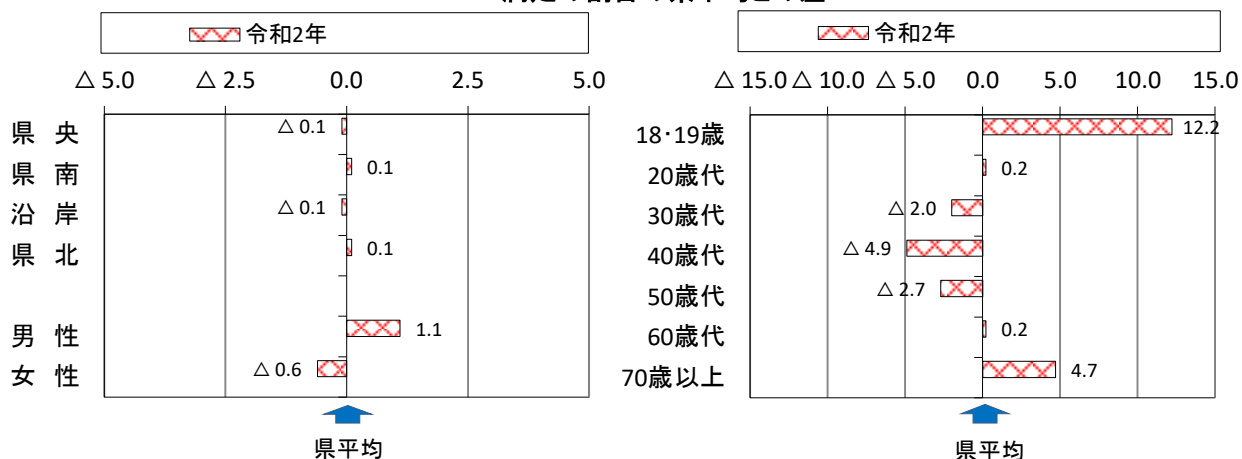 令和2年
△ 5.0 △ 2.5 0.0 2.5 5.0
県 央 △ 0.1
県 南 0.1
沿 岸 △ 0.1
県 北 0.1
男 性 1.1
女 性 △ 0.6
県平均
令和2年
△ 15.0 △ 10.0 △ 5.0 0.0 5.0 10.0 15.0
18・19歳 12.2
20歳代 0.2
30歳代 △ 2.0
40歳代 △ 4.9
50歳代 △ 2.7
60歳代 0.2
70歳以上 4.7
県平均